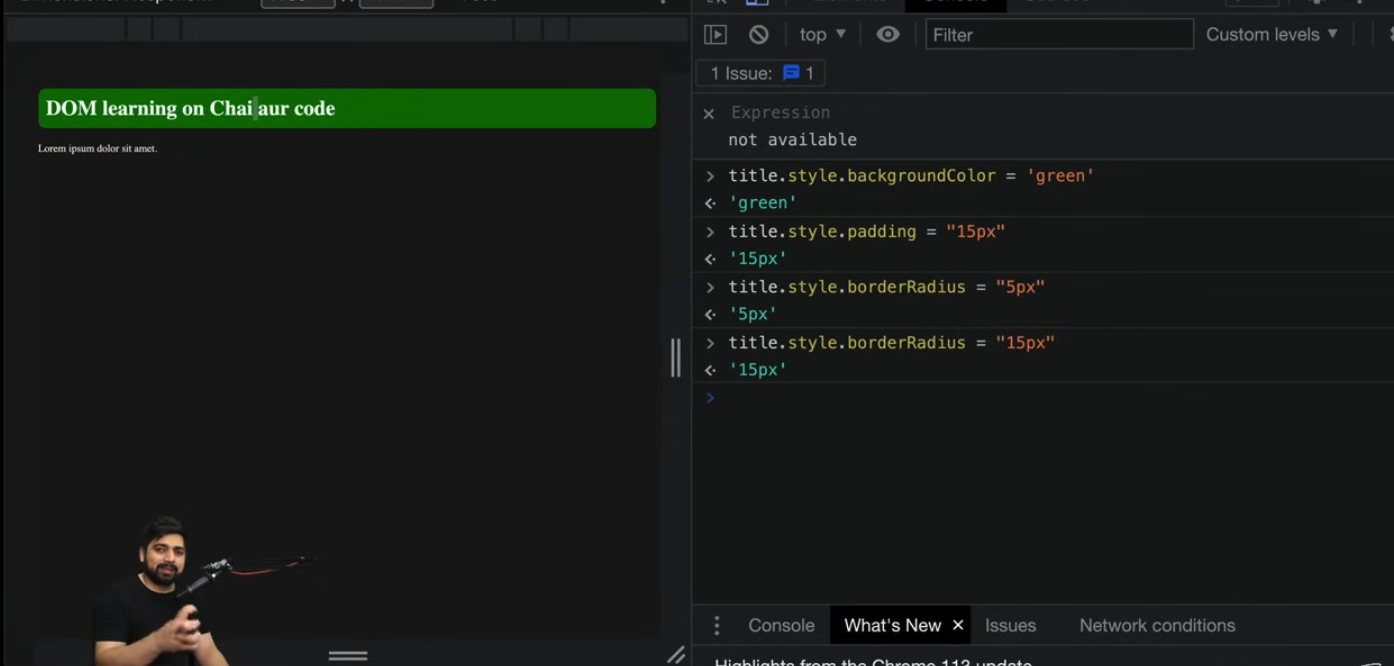 top ▼
Filter
Custom levels ▼
1 Issue: 1
× Expression
not available
> title.style.backgroundColor = 'green'
<· 'green'
> title.style.padding = "15px"
<· '15px'
> title.style.borderRadius = "5px"
<· '5px'
> title.style.borderRadius = "15px"
<· '15px'
>
DOM learning on Chai aur code
Lorem ipsum dolor sit amet.
Console
What's New ×
Issues
Network conditions
Highlights from the Chrome 113 update